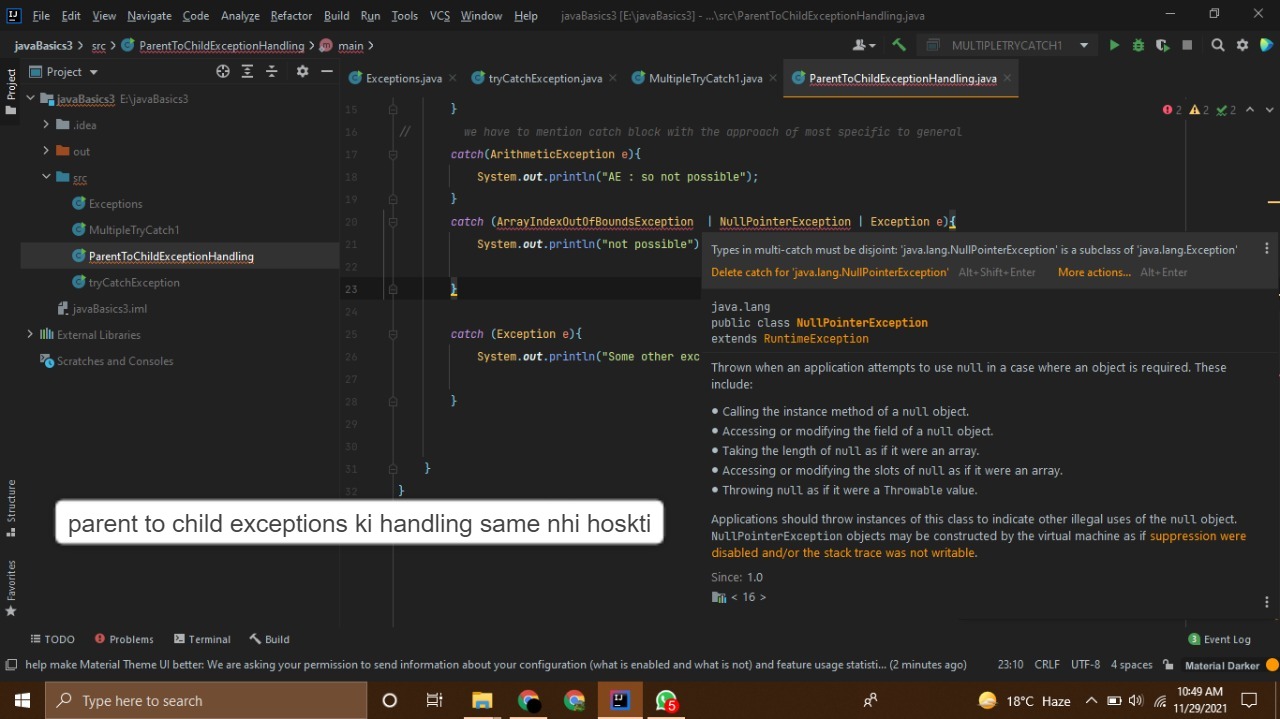 File Edit View Navigate Code Analyze Refactor Build Run Tools VCS Window Help javaBasics3 [E:\javaBasics3] - ...\src\ParentToChildExceptionHandling.java
javaBasics3 src ParentToChildExceptionHandling main MULTIPLETRYCATCH1
Project
Project
Exceptions.java tryCatchException.java MultipleTryCatch1.java ParentToChildExceptionHandling.java
javaBasics3 E:\javaBasics3
.idea
out
src
Exceptions
MultipleTryCatch1
ParentToChildExceptionHandling
tryCatchException
javaBasics3.iml
External Libraries
Scratches and Consoles
2 2 2
15 }
16 // we have to mention catch block with the approach of most specific to general
17 catch(ArithmeticException e){
18 System.out.println("AE : so not possible");
19 }
20 catch (ArrayIndexOutOfBoundsException | NullPointerException | Exception e){
21 System.out.println("not possible")
22
23 }
24
25 catch (Exception e){
26 System.out.println("Some other exc
27
28 }
29
30
31 }
32 }
Types in multi-catch must be disjoint: 'java.lang.NullPointerException' is a subclass of 'java.lang.Exception'
Delete catch for 'java.lang.NullPointerException' Alt+Shift+Enter More actions... Alt+Enter
java.lang
public class NullPointerException
extends RuntimeException
Thrown when an application attempts to use null in a case where an object is required. These
include:
• Calling the instance method of a null object.
• Accessing or modifying the field of a null object.
• Taking the length of null as if it were an array.
• Accessing or modifying the slots of null as if it were an array.
• Throwing null as if it were a Throwable value.
Applications should throw instances of this class to indicate other illegal uses of the null object.
NullPointerException objects may be constructed by the virtual machine as if suppression were
disabled and/or the stack trace was not writable.
Since: 1.0
< 16 >
parent to child exceptions ki handling same nhi hoskti
Structure
Favorites
TODO Problems Terminal Build 3 Event Log
help make Material Theme UI better: We are asking your permission to send information about your configuration (what is enabled and what is not) and feature usage statisti... (2 minutes ago) 23:10 CRLF UTF-8 4 spaces Material Darker
Type here to search 5 18°C Haze 10:49 AM
11/29/2021